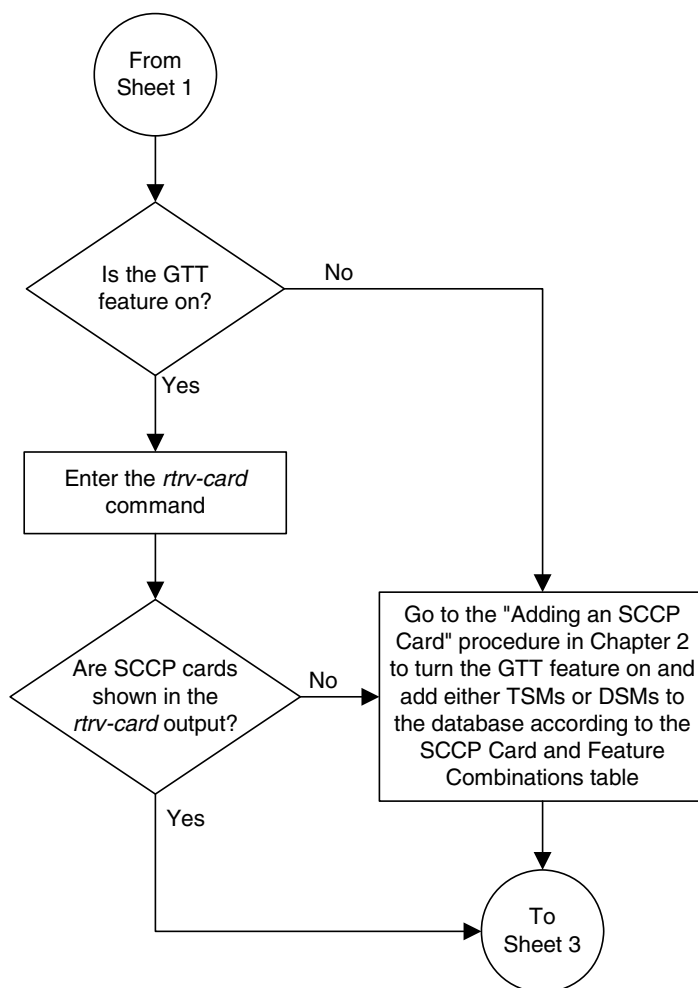 From
Sheet 1
Is the GTT
feature on?
No
Yes
Enter the rtrv-card
command
Are SCCP cards
shown in the
rtrv-card output?
No
Yes
Go to the "Adding an SCCP
Card" procedure in Chapter 2
to turn the GTT feature on and
add either TSMs or DSMs to
the database according to the
SCCP Card and Feature
Combinations table
To
Sheet 3